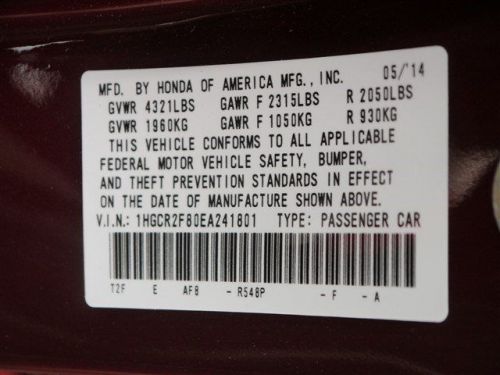 MFD. BY HONDA OF AMERICA MFG., INC. 05/'14
GVWR 4321LBS GAWR F 2315LBS R 2050LBS
GVWR 1960KG GAWR F 1050KG R 930KG
THIS VEHICLE CONFORMS TO ALL APPLICABLE
FEDERAL MOTOR VEHICLE SAFETY, BUMPER,
AND THEFT PREVENTION STANDARDS IN EFFECT
ON THE DATE OF MANUFACTURE SHOWN ABOVE.
V.I.N.: 1HGCR2F80EA241801 TYPE: PASSENGER CAR
T2F E AF8 - R548P - F - A